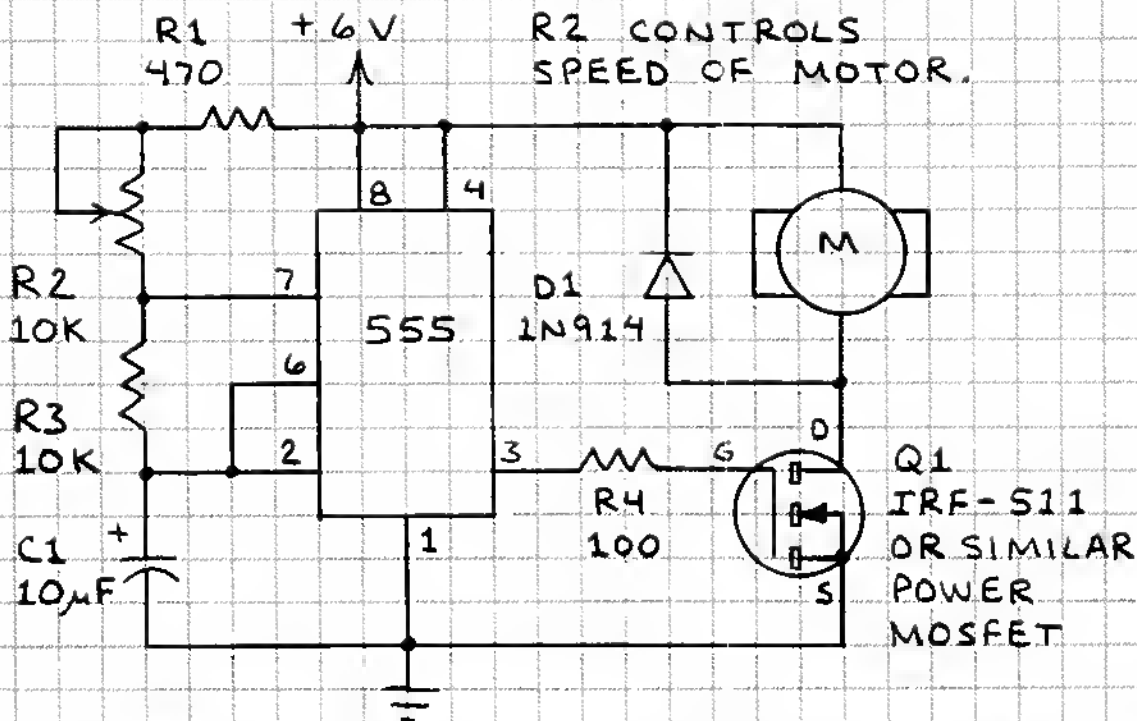 R1
470
+6V
R2 CONTROLS
SPEED OF MOTOR.
8
4
M
R2
10K
7
555
D1
1N914
6
R3
10K
2
3
G
D
R4
100
Q1
IRF-511
OR SIMILAR
POWER
MOSFET
S
+
C1
10µF
1